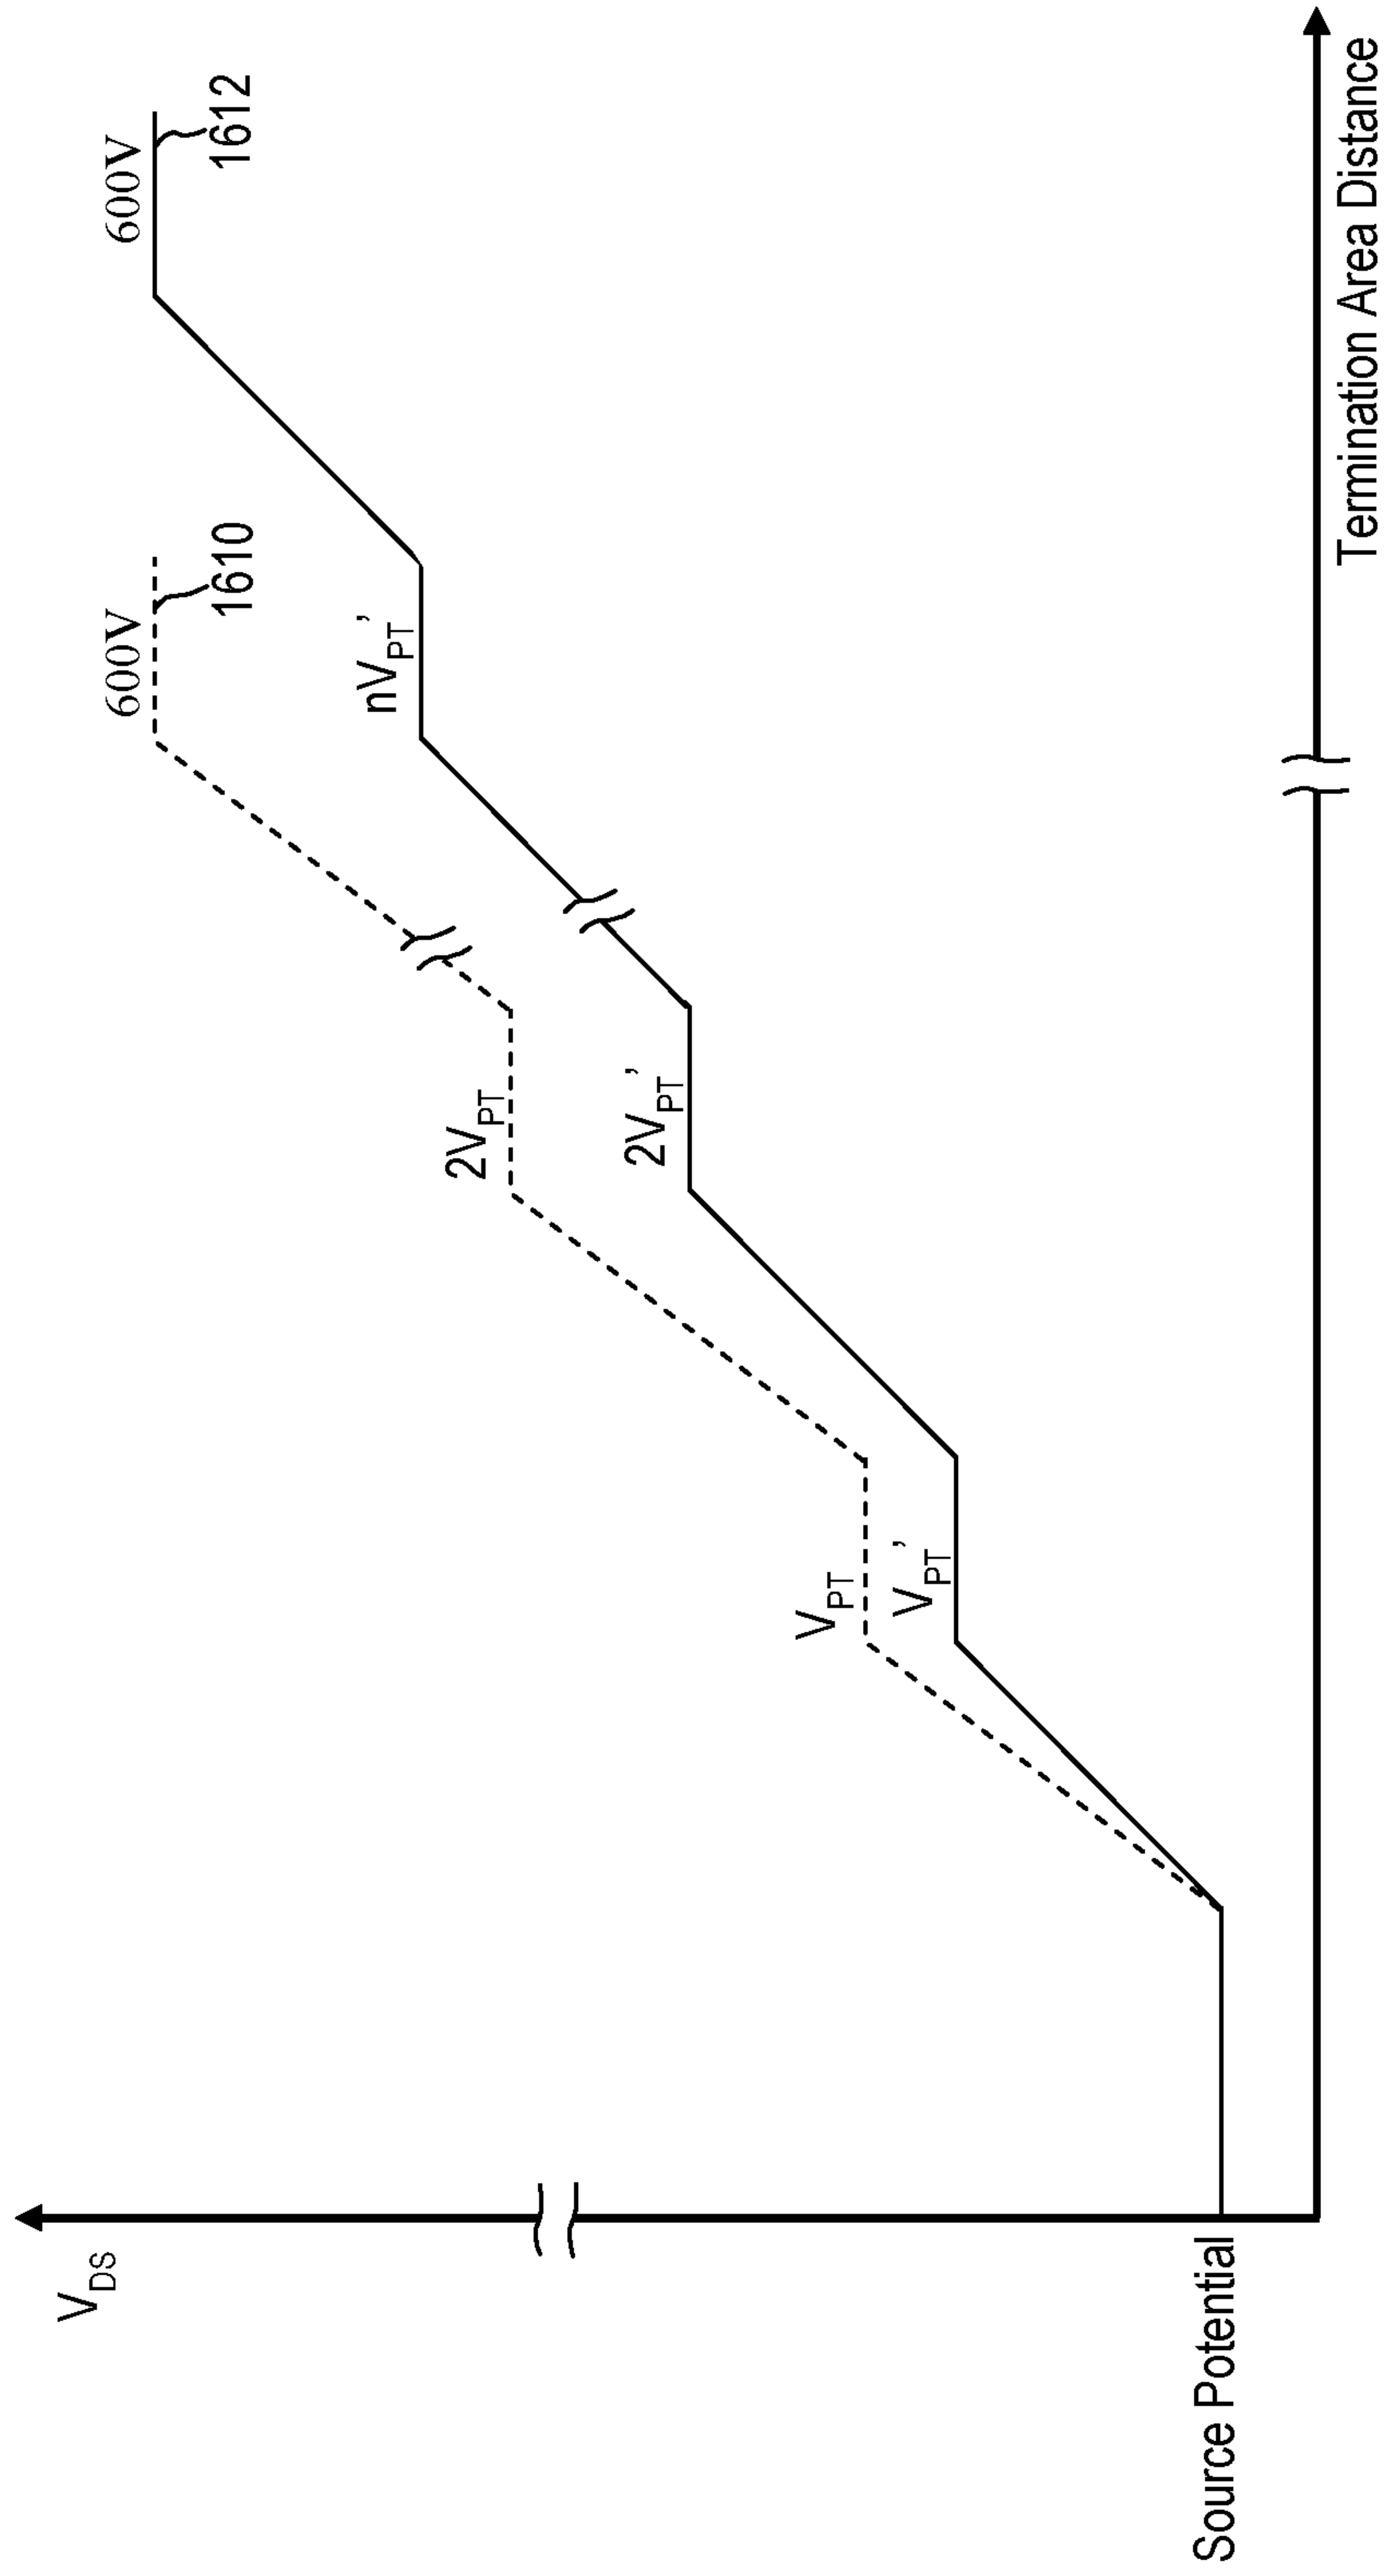 V_DS
600V
1610
600V
1612
nV_PT'
2V_PT
2V_PT'
V_PT
V_PT'
Source Potential
Termination Area Distance